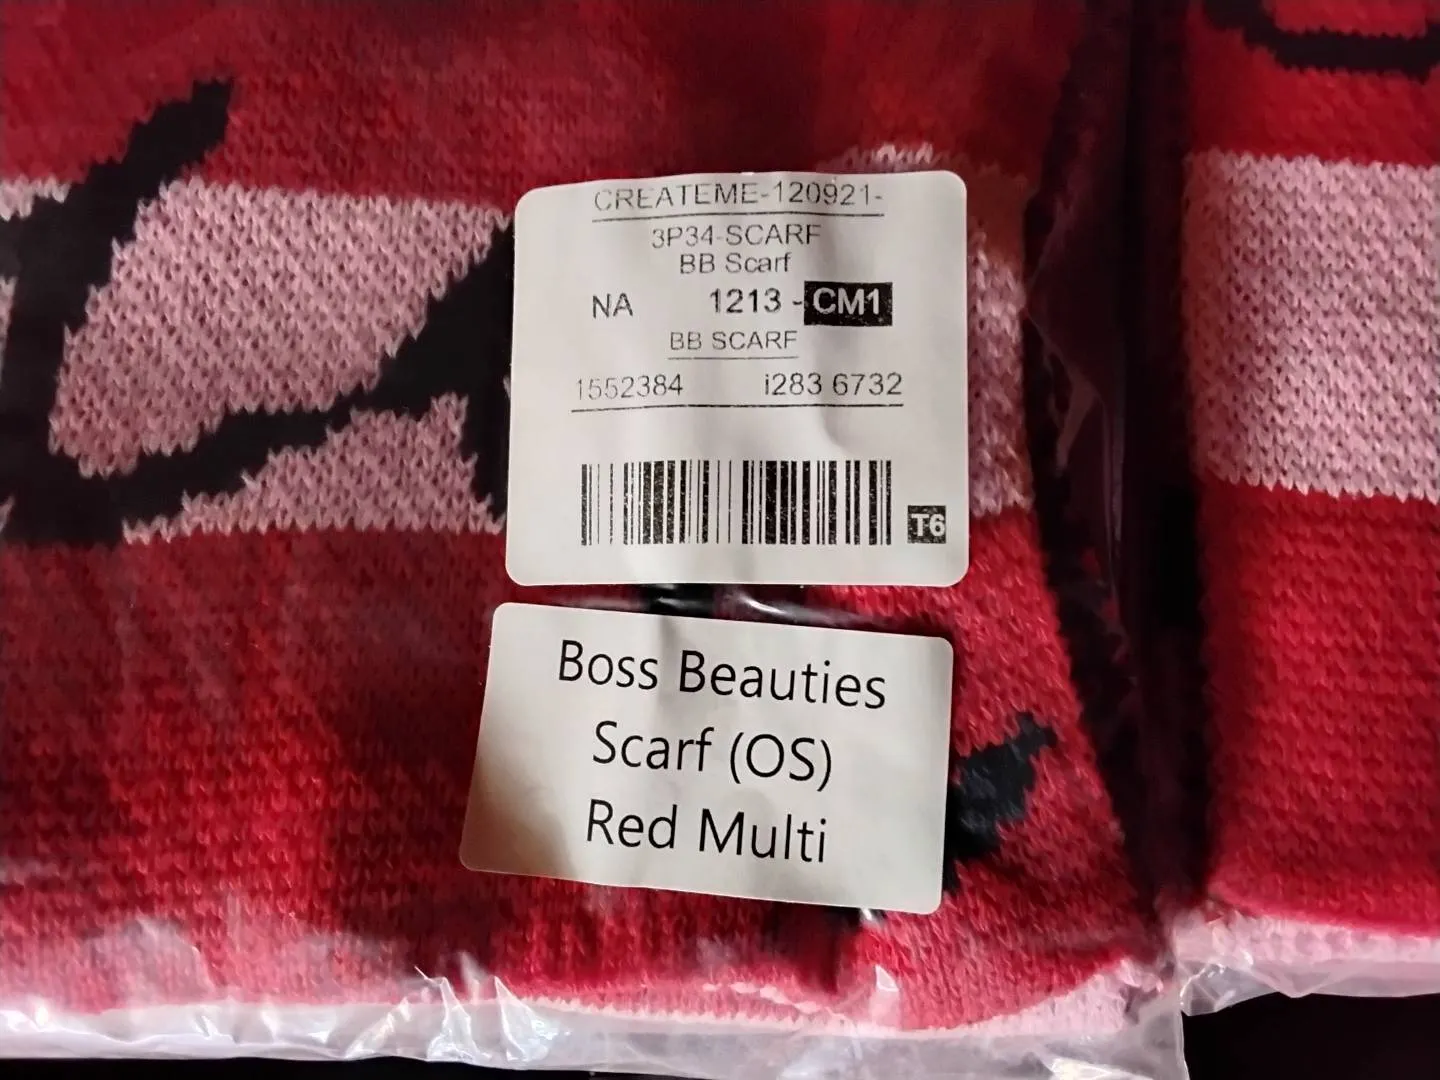 CREATEME-120921-
3P34-SCARF
BB Scarf
NA 1213 - CM1
BB SCARF
1552384 i283 6732
T6
Boss Beauties
Scarf (OS)
Red Multi